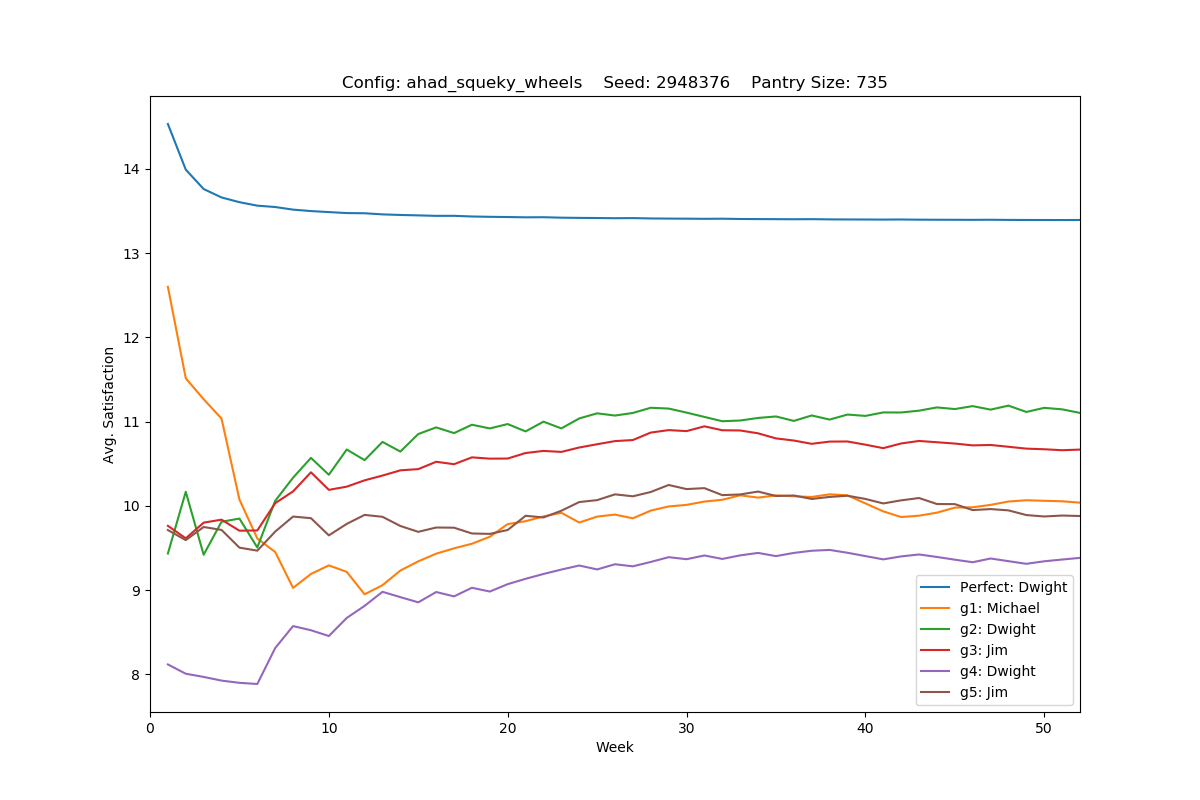 Config: ahad_squeky_wheels    Seed: 2948376    Pantry Size: 735
Avg. Satisfaction
14
13
12
11
10
9
8
0
10
20
30
40
50
Week
Perfect: Dwight
g1: Michael
g2: Dwight
g3: Jim
g4: Dwight
g5: Jim